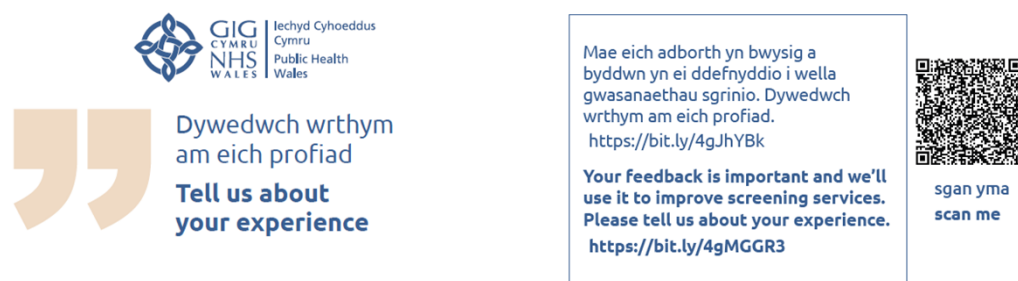 GIG
CYMRU
NHS
WALES
Iechyd Cyhoeddus
Cymru
Public Health
Wales
Dywedwch wrthym
am eich profiad
Tell us about
your experience
Mae eich adborth yn bwysig a
byddwn yn ei ddefnyddio i wella
gwasanaethau sgrinio. Dywedwch
wrthym am eich profiad.
https://bit.ly/4gJhYBk
Your feedback is important and we’ll
use it to improve screening services.
Please tell us about your experience.
https://bit.ly/4gMGGR3
sgan yma
scan me